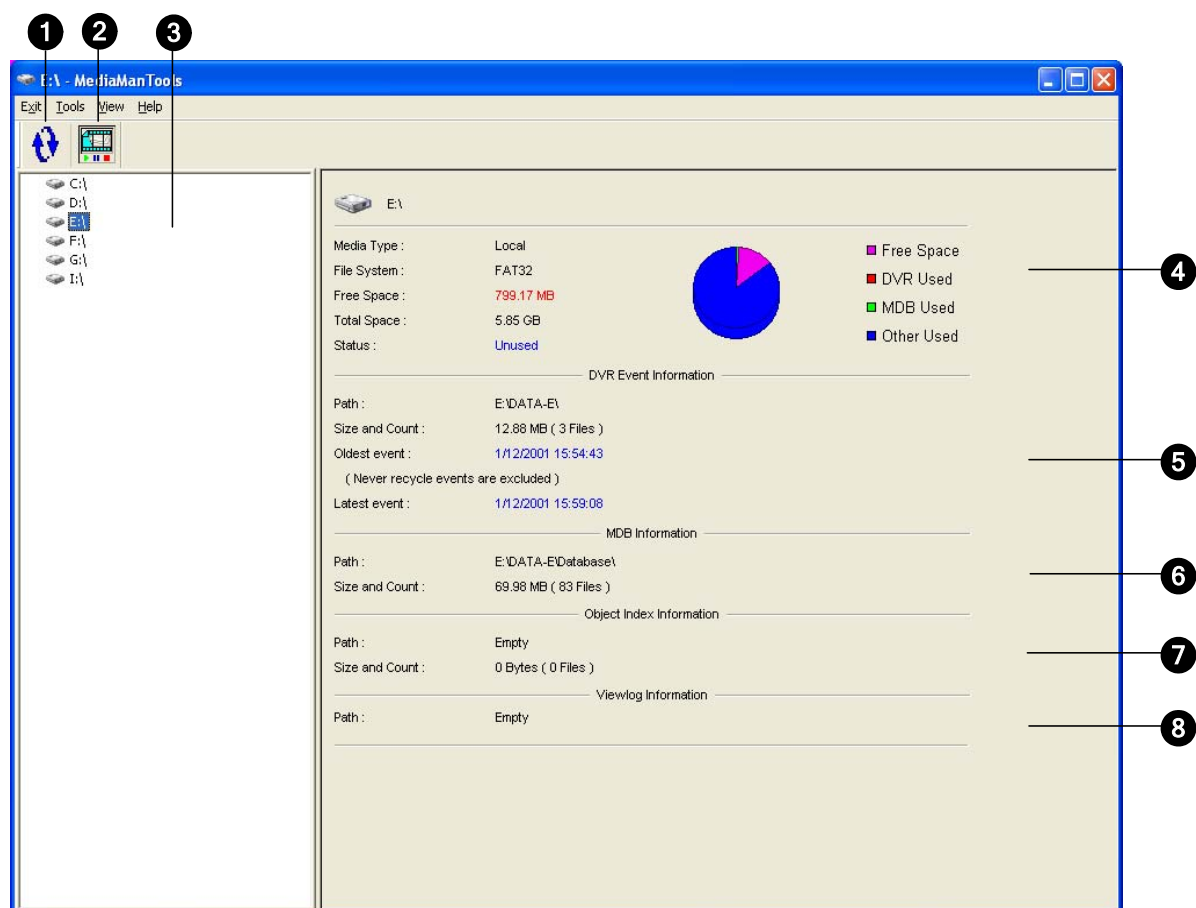 1 2 3
E:\ - MediaManTools
Exit Tools View Help
C:\
D:\
E:\
F:\
G:\
I:\
E:\
Media Type : Local
File System : FAT32
Free Space : 799.17 MB
Total Space : 5.85 GB
Status : Unused
Free Space
DVR Used
MDB Used
Other Used
4
DVR Event Information
Path : E:\DATA-E\
Size and Count : 12.88 MB ( 3 Files )
Oldest event : 1/12/2001 15:54:43
( Never recycle events are excluded )
Latest event : 1/12/2001 15:59:08
5
MDB Information
Path : E:\DATA-E\Database\
Size and Count : 69.98 MB ( 83 Files )
6
Object Index Information
Path : Empty
Size and Count : 0 Bytes ( 0 Files )
7
Viewlog Information
Path : Empty
8